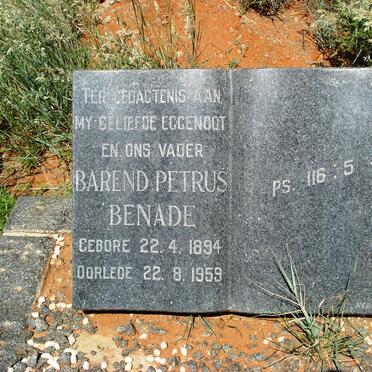 TER GEDAGTENIS AAN
MY GELIEFDE EGGENOOT
EN ONS VADER
BAREND PETRUS
BENADE
GEBORE 22.4.1894
OORLEDE 22.8.1959
PS. 116:5